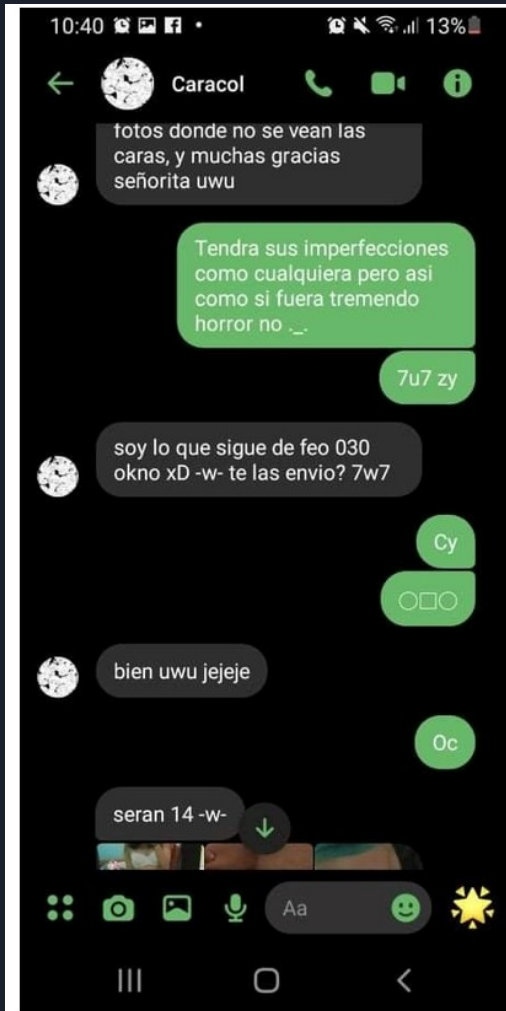 10:40
13%
Caracol
fotos donde no se vean las
caras, y muchas gracias
señorita uwu
Tendra sus imperfecciones
como cualquiera pero asi
como si fuera tremendo
horror no ._.
7u7 zy
soy lo que sigue de feo 030
okno xD -w- te las envio? 7w7
Cy
○□○
bien uwu jejeje
Oc
seran 14 -w-
Aa